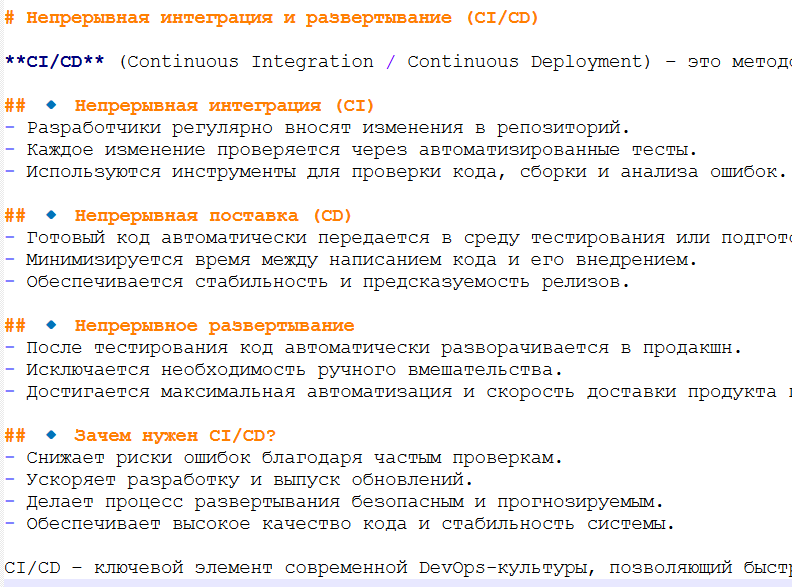 # Непрерывная интеграция и развертывание (CI/CD)
**CI/CD** (Continuous Integration / Continuous Deployment) – это
## 🔹 Непрерывная интеграция (CI)
- Разработчики регулярно вносят изменения в репозиторий.
- Каждое изменение проверяется через автоматизированные тесты.
- Используются инструменты для проверки кода, сборки и анализа ошибок.
## 🔹 Непрерывная поставка (CD)
- Готовый код автоматически передается в среду тестирования или
- Минимизируется время между написанием кода и его внедрением.
- Обеспечивается стабильность и предсказуемость релизов.
## 🔹 Непрерывное развертывание
- После тестирования код автоматически разворачивается в продакшн.
- Исключается необходимость ручного вмешательства.
- Достигается максимальная автоматизация и скорость доставки продукта
## 🔹 Зачем нужен CI/CD?
- Снижает риски ошибок благодаря частым проверкам.
- Ускоряет разработку и выпуск обновлений.
- Делает процесс развертывания безопасным и прогнозируемым.
- Обеспечивает высокое качество кода и стабильность системы.
CI/CD – ключевой элемент современной DevOps-культуры, позволяющий